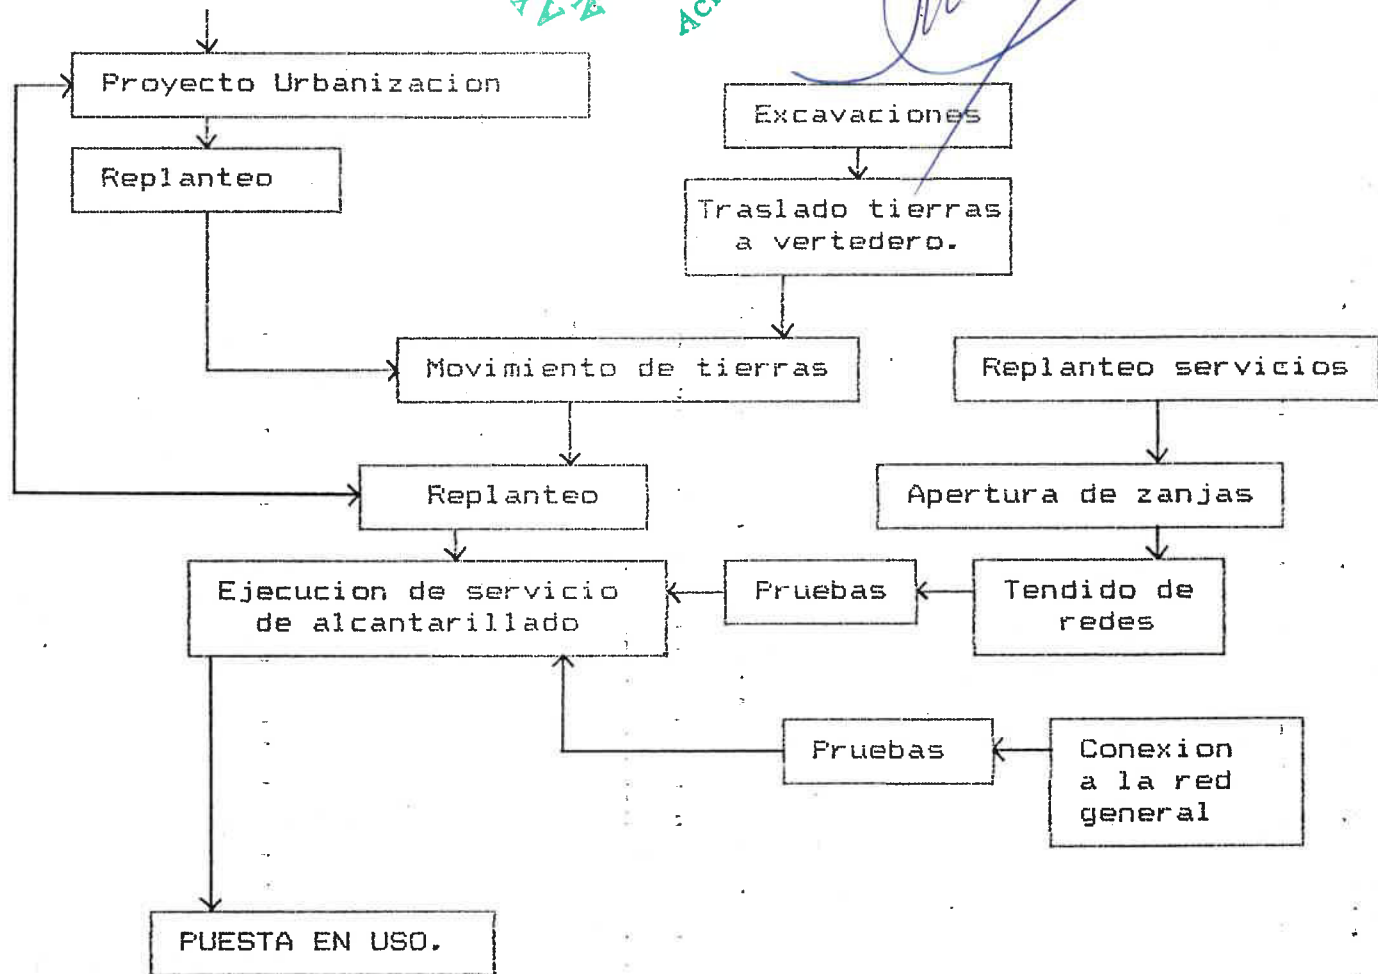 Proyecto Urbanizacion
Excavaciones
Replanteo
Traslado tierras
a vertedero.
Movimiento de tierras
Replanteo servicios
Replanteo
Apertura de zanjas
Ejecucion de servicio
de alcantarillado
Pruebas
Tendido de
redes
Pruebas
Conexion
a la red
general
PUESTA EN USO.